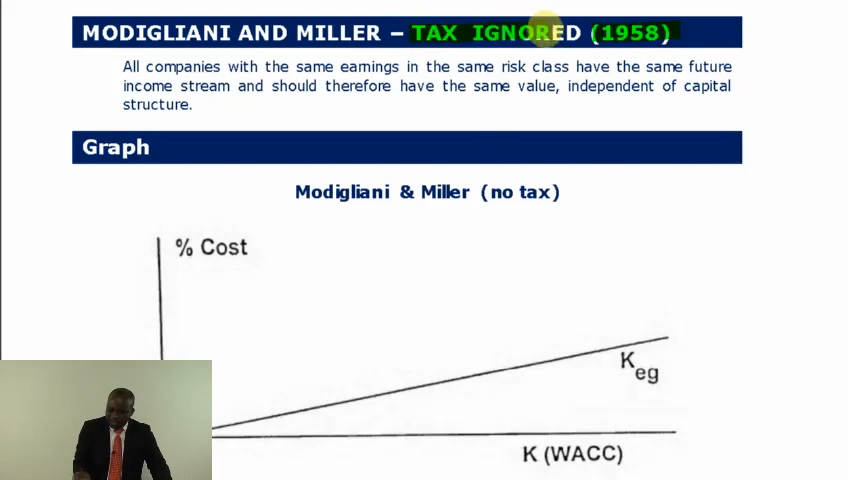 MODIGLIANI AND MILLER – TAX IGNORED (1958)
All companies with the same earnings in the same risk class have the same future
income stream and should therefore have the same value, independent of capital
structure.
Graph
Modigliani & Miller (no tax)
% Cost
Keg
K (WACC)